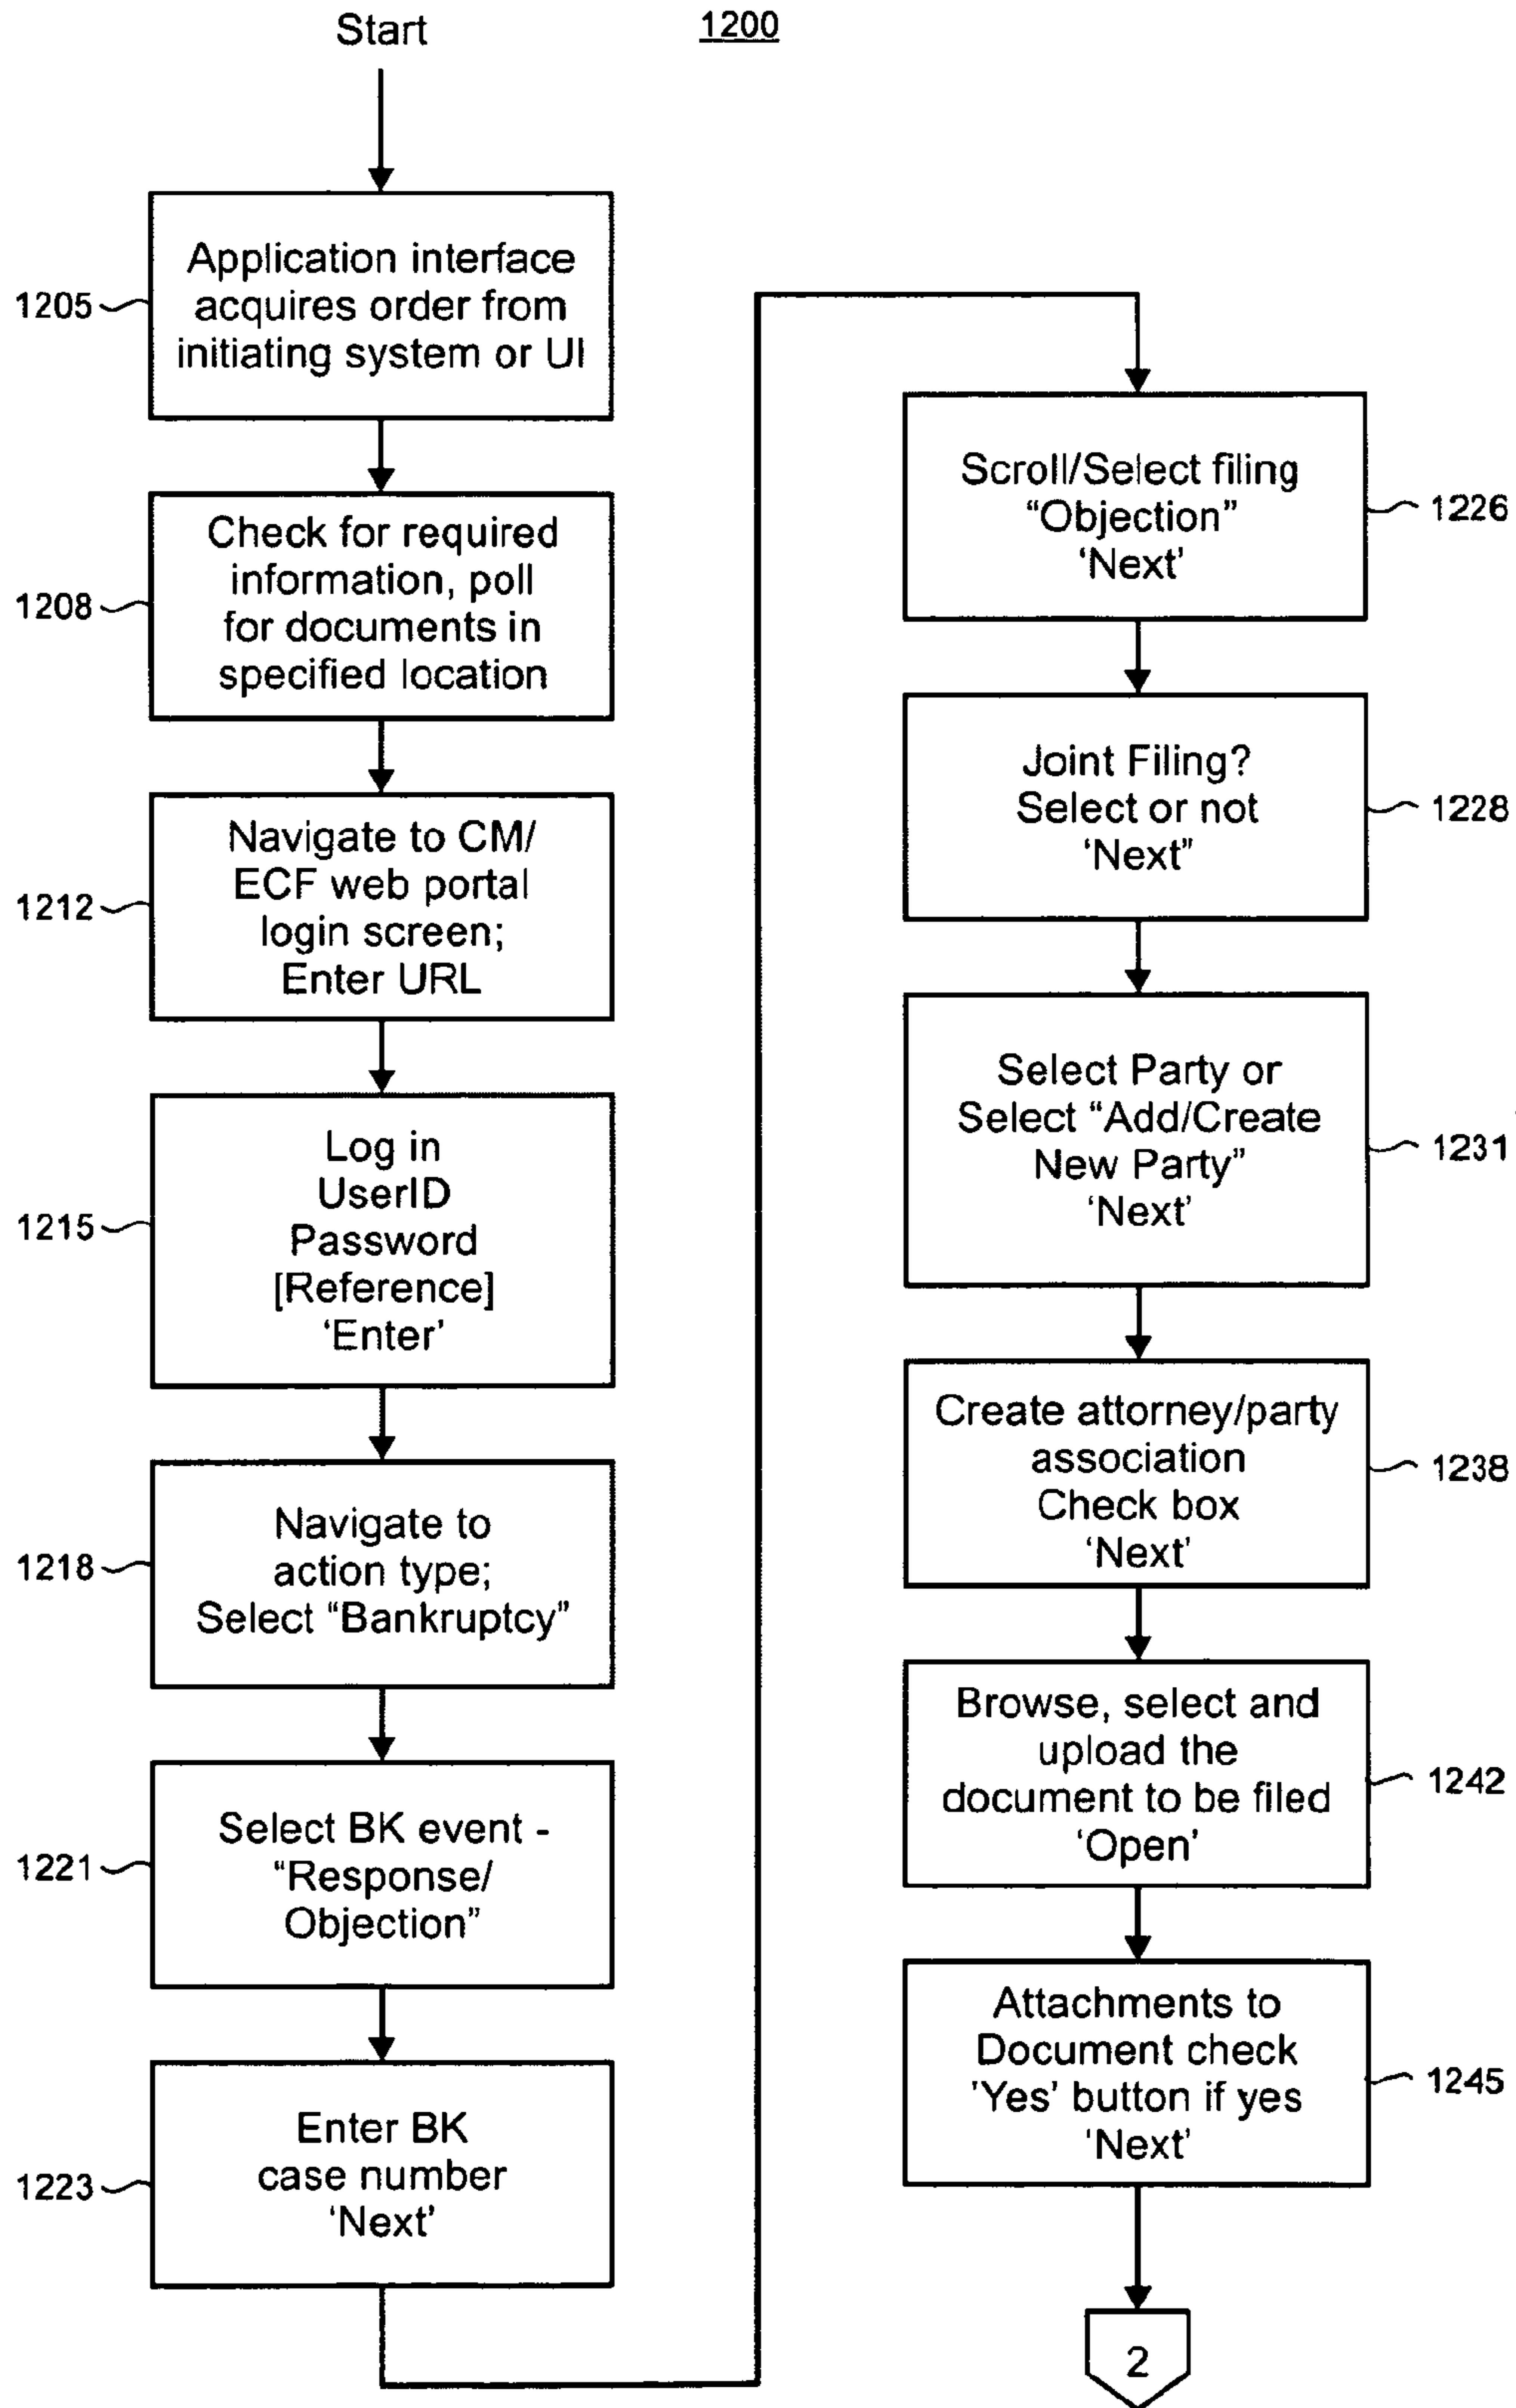 Start
1200
Application interface
acquires order from
initiating system or UI
1205
Check for required
information, poll
for documents in
specified location
1208
Navigate to CM/
ECF web portal
login screen;
Enter URL
1212
Log in
UserID
Password
[Reference]
‘Enter’
1215
Navigate to
action type;
Select “Bankruptcy”
1218
Select BK event -
“Response/
Objection”
1221
Enter BK
case number
‘Next’
1223
Scroll/Select filing
“Objection”
‘Next’
1226
Joint Filing?
Select or not
‘Next”
1228
Select Party or
Select “Add/Create
New Party”
‘Next’
1231
Create attorney/party
association
Check box
‘Next’
1238
Browse, select and
upload the
document to be filed
‘Open’
1242
Attachments to
Document check
’Yes’ button if yes
‘Next’
1245
2